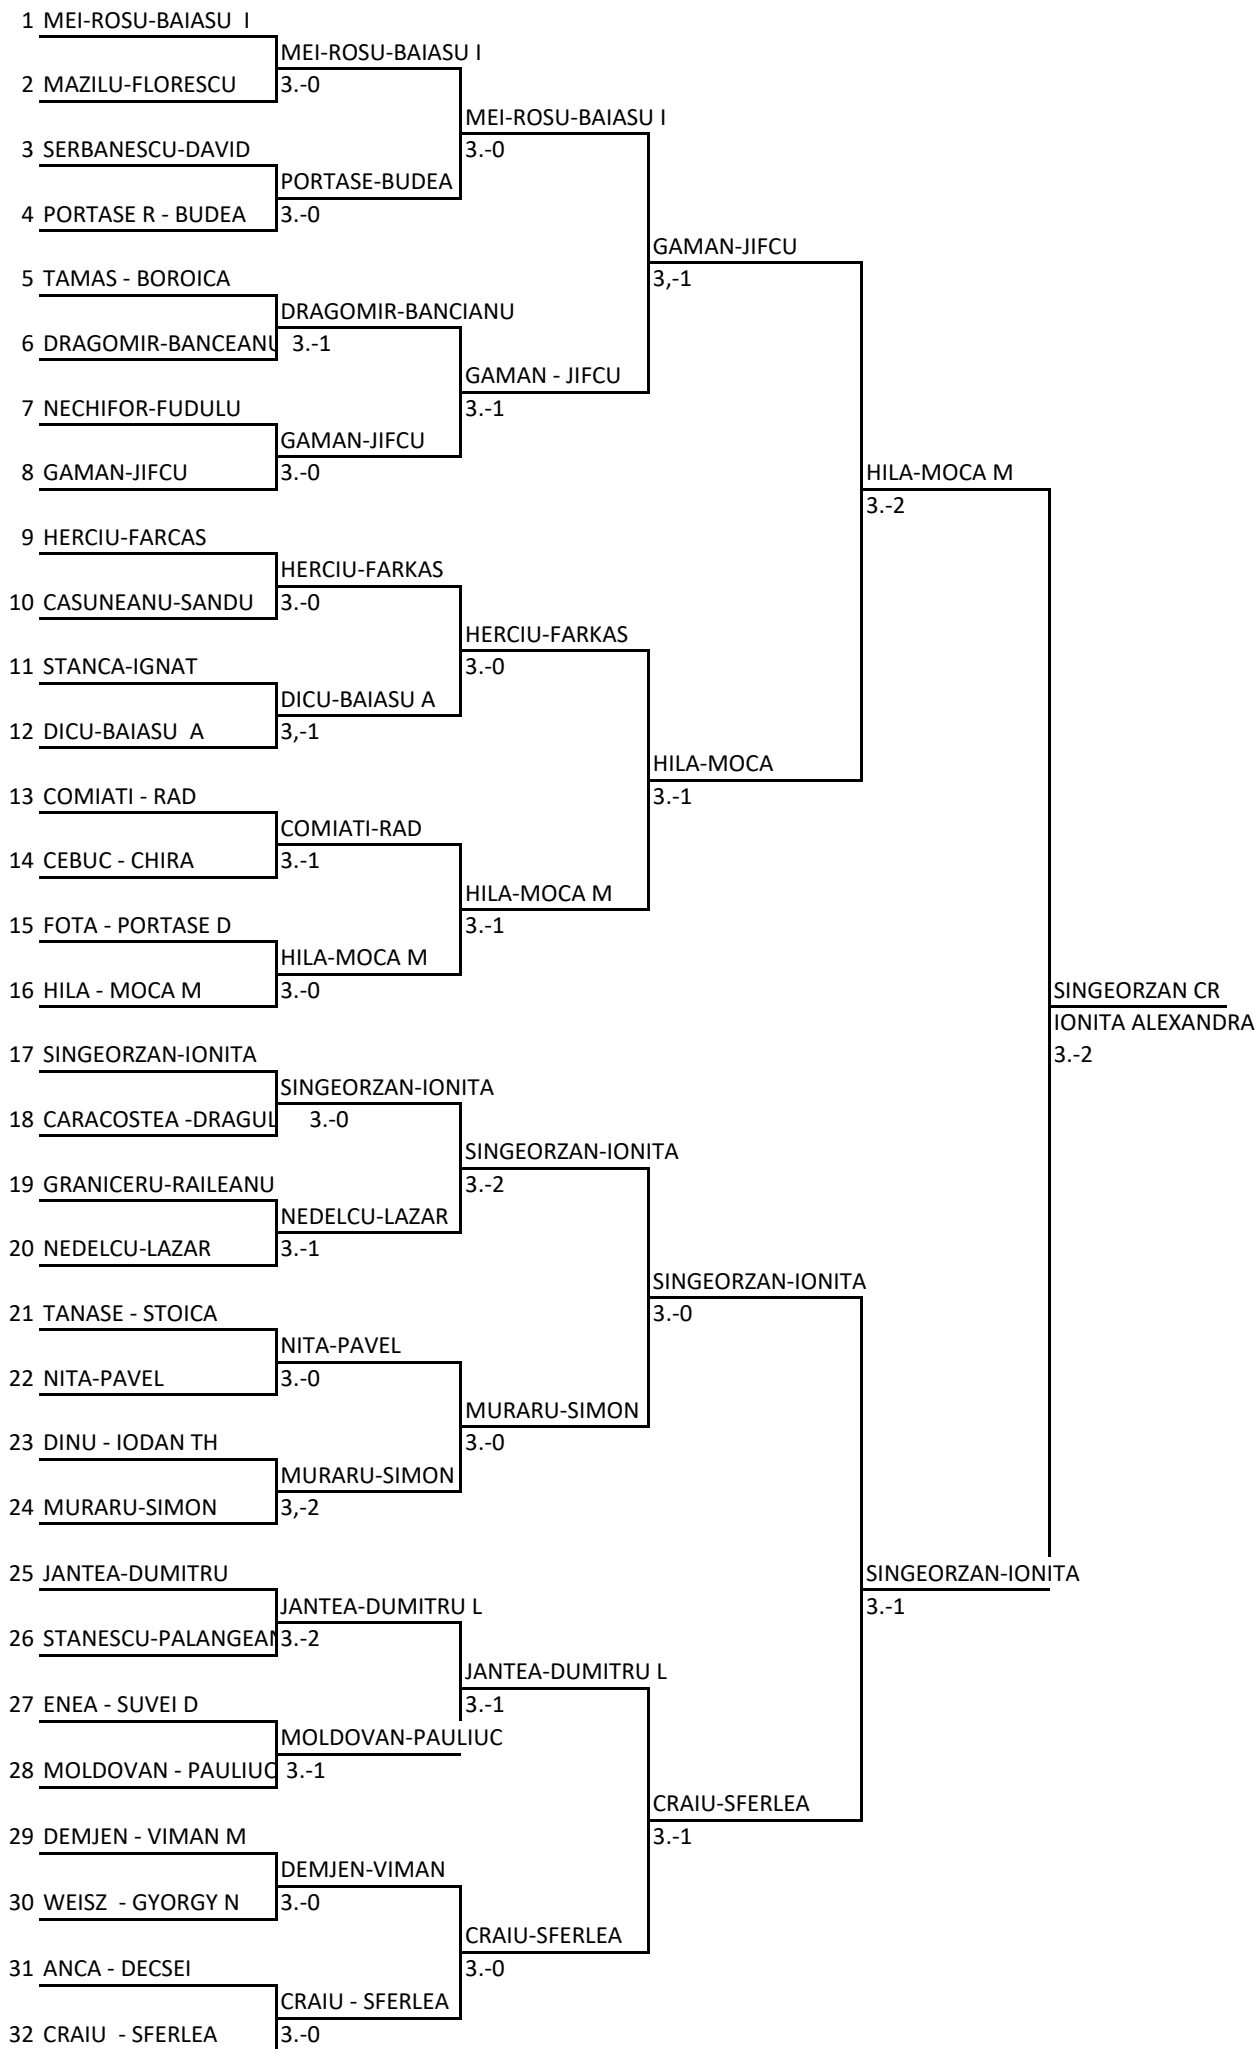 1 MEI-ROSU-BAIASU  I
MEI-ROSU-BAIASU I
2 MAZILU-FLORESCU
3.-0
MEI-ROSU-BAIASU I
3 SERBANESCU-DAVID
3.-0
PORTASE-BUDEA
4 PORTASE R - BUDEA
3.-0
GAMAN-JIFCU
5 TAMAS - BOROICA
3,-1
DRAGOMIR-BANCIANU
6 DRAGOMIR-BANCEANU
3.-1
GAMAN - JIFCU
7 NECHIFOR-FUDULU
3.-1
GAMAN-JIFCU
8 GAMAN-JIFCU
3.-0
HILA-MOCA M
3.-2
9 HERCIU-FARCAS
HERCIU-FARKAS
10 CASUNEANU-SANDU
3.-0
HERCIU-FARKAS
11 STANCA-IGNAT
3.-0
DICU-BAIASU A
12 DICU-BAIASU  A
3,-1
HILA-MOCA
13 COMIATI - RAD
3.-1
COMIATI-RAD
14 CEBUC - CHIRA
3.-1
HILA-MOCA M
15 FOTA - PORTASE D
3.-1
HILA-MOCA M
16 HILA - MOCA M
3.-0
SINGEORZAN CR
IONITA ALEXANDRA
17 SINGEORZAN-IONITA
3.-2
SINGEORZAN-IONITA
18 CARACOSTEA -DRAGUL
3.-0
SINGEORZAN-IONITA
19 GRANICERU-RAILEANU
3.-2
NEDELCU-LAZAR
20 NEDELCU-LAZAR
3.-1
SINGEORZAN-IONITA
21 TANASE - STOICA
3.-0
NITA-PAVEL
22 NITA-PAVEL
3.-0
MURARU-SIMON
23 DINU - IODAN TH
3.-0
MURARU-SIMON
24 MURARU-SIMON
3,-2
25 JANTEA-DUMITRU
SINGEORZAN-IONITA
JANTEA-DUMITRU L
3.-1
26 STANESCU-PALANGEAN
3.-2
JANTEA-DUMITRU L
27 ENEA - SUVEI D
3.-1
MOLDOVAN-PAULIUC
28 MOLDOVAN - PAULIUC
3.-1
CRAIU-SFERLEA
29 DEMJEN - VIMAN M
3.-1
DEMJEN-VIMAN
30 WEISZ  - GYORGY N
3.-0
CRAIU-SFERLEA
31 ANCA - DECSEI
3.-0
CRAIU - SFERLEA
32 CRAIU  - SFERLEA
3.-0